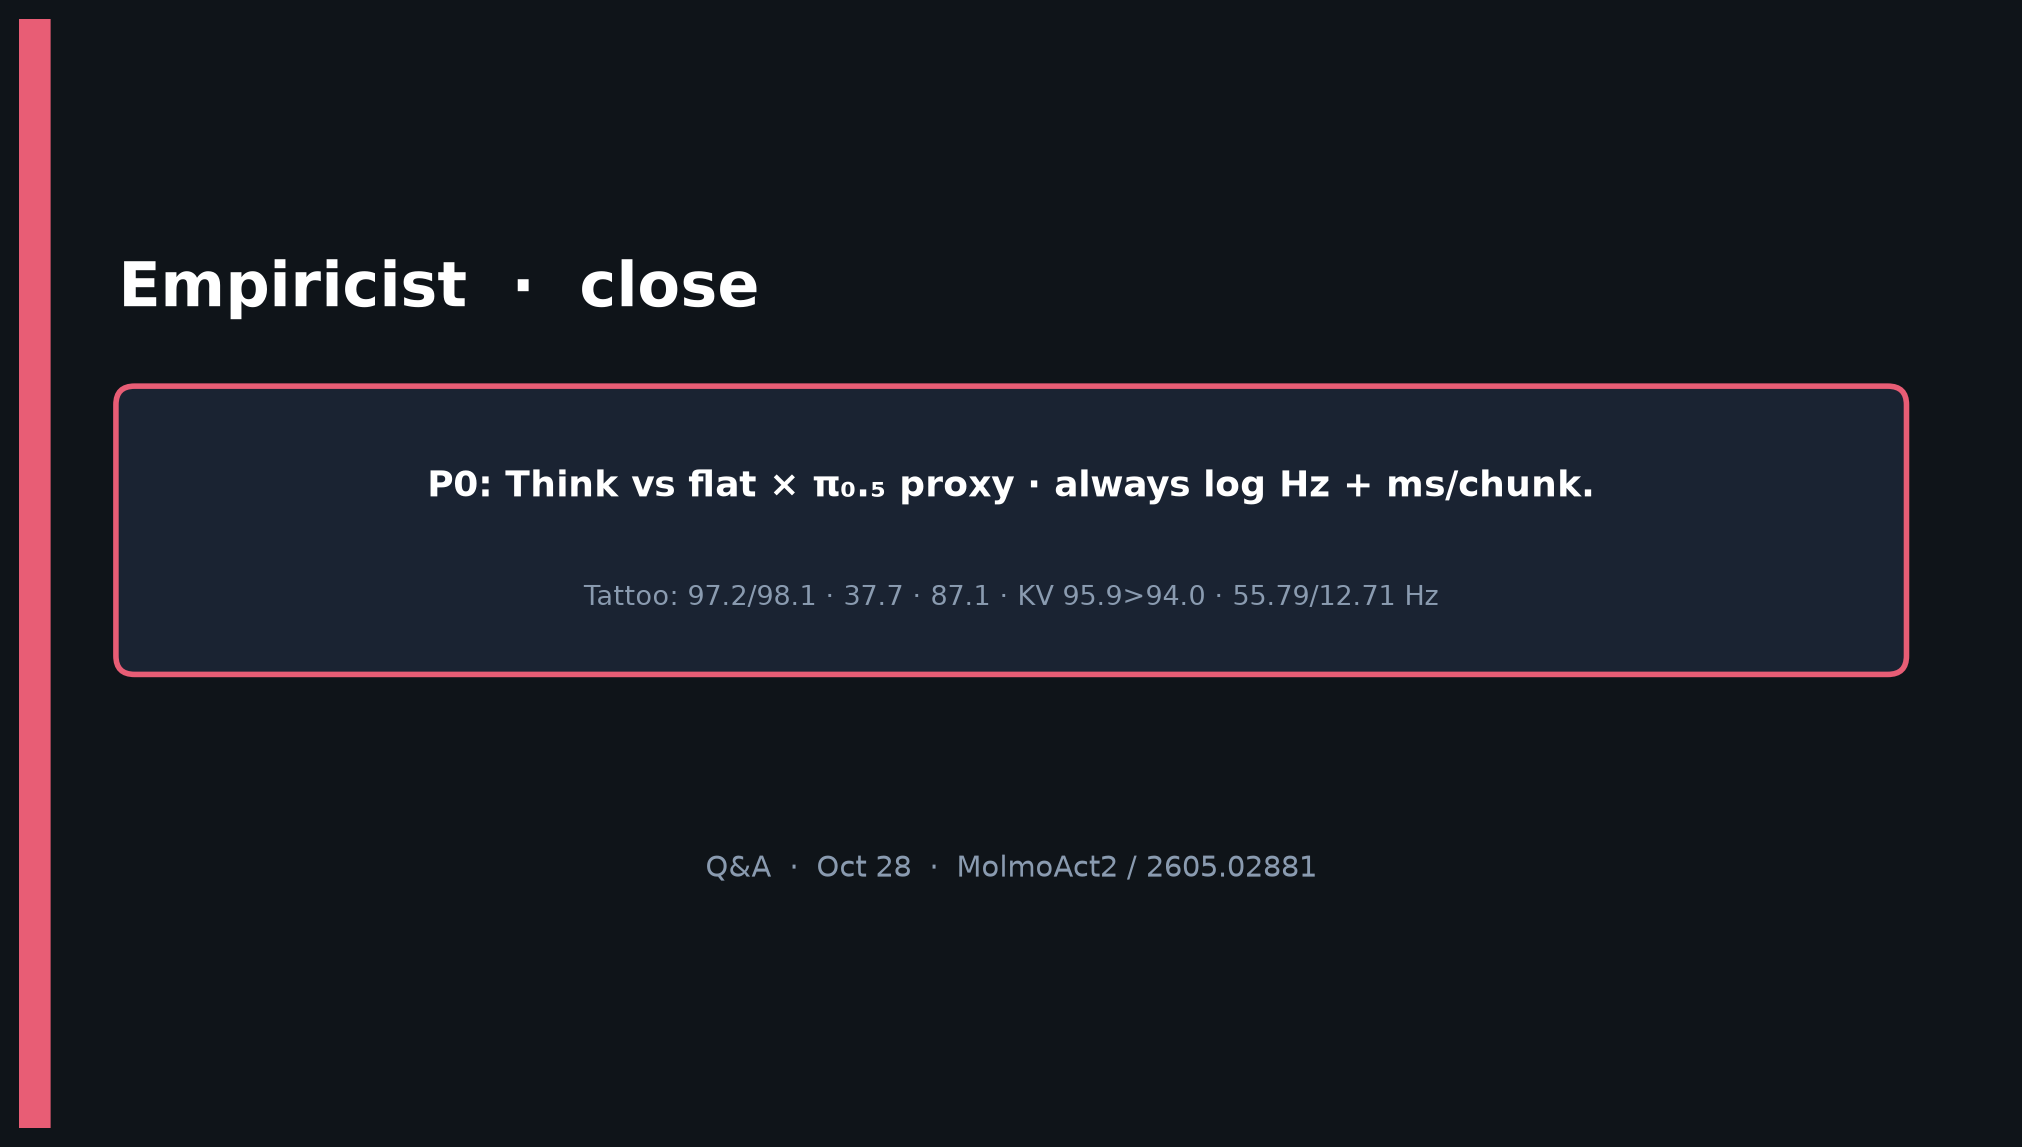 Empiricist · close
P0: Think vs flat × π₀.₅ proxy · always log Hz + ms/chunk.
Tattoo: 97.2/98.1 · 37.7 · 87.1 · KV 95.9>94.0 · 55.79/12.71 Hz
Q&A · Oct 28 · MolmoAct2 / 2605.02881